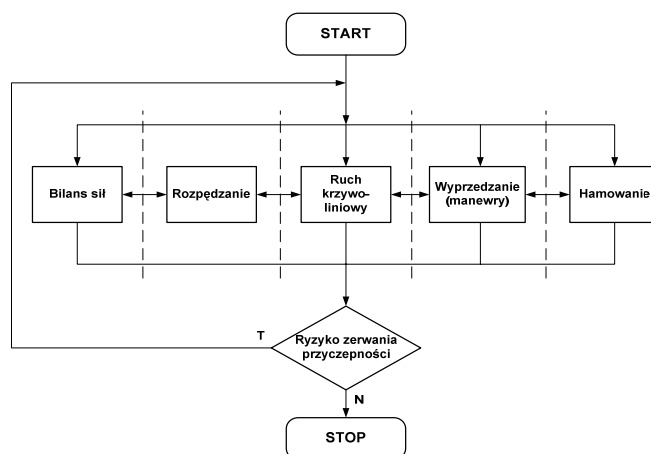 START
Bilans sił
Rozpędzanie
Ruch
krzywo-
liniowy
Wyprzedzanie
(manewry)
Hamowanie
T
Ryzyko zerwania
przyczepności
N
STOP